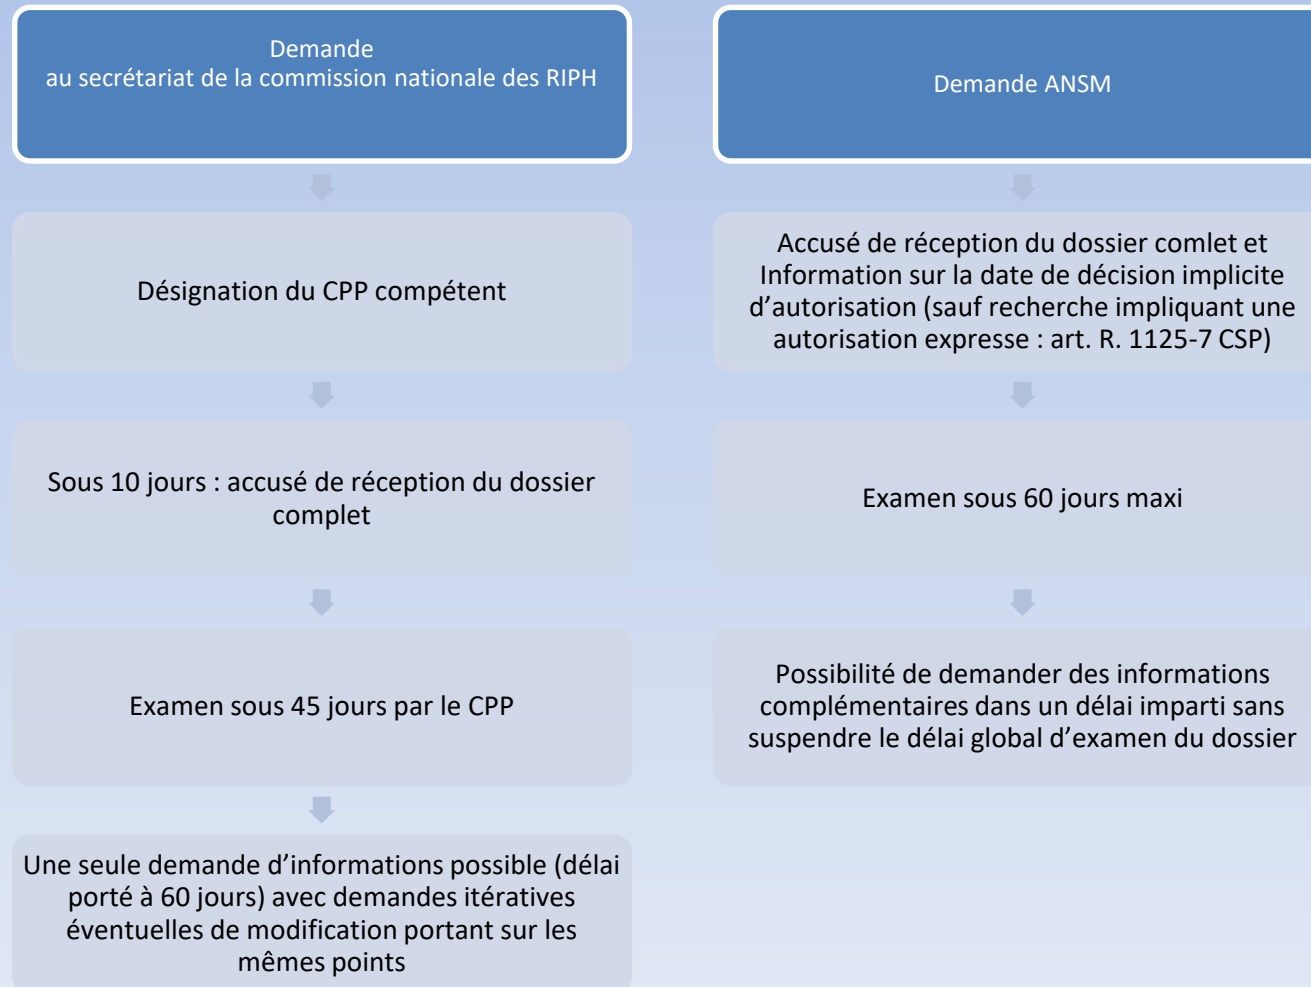 Demande
au secrétariat de la commission nationale des RIPH
Désignation du CPP compétent
Sous 10 jours : accusé de réception du dossier
complet
Examen sous 45 jours par le CPP
Une seule demande d’informations possible (délai
porté à 60 jours) avec demandes itératives
éventuelles de modification portant sur les
mêmes points
Demande ANSM
Accusé de réception du dossier comlet et
Information sur la date de décision implicite
d’autorisation (sauf recherche impliquant une
autorisation expresse : art. R. 1125-7 CSP)
Examen sous 60 jours maxi
Possibilité de demander des informations
complémentaires dans un délai imparti sans
suspendre le délai global d’examen du dossier